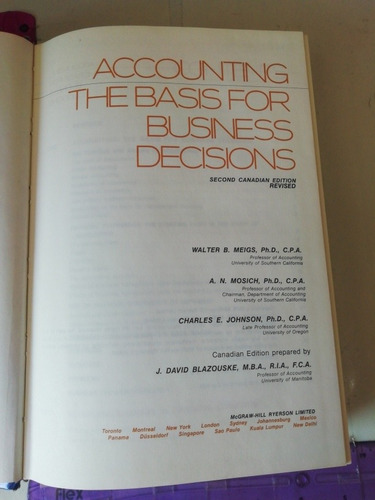 ACCOUNTING
THE BASIS FOR
BUSINESS
DECISIONS
SECOND CANADIAN EDITION
REVISED
WALTER B. MEIGS, Ph.D., C.P.A.
Professor of Accounting
University of Southern California
A. N. MOSICH, Ph.D., C.P.A.
Professor of Accounting and
Chairman, Department of Accounting
University of Southern California
CHARLES E. JOHNSON, Ph.D., C.P.A.
Late Professor of Accounting
University of Oregon
Canadian Edition prepared by
J. DAVID BLAZOUSKE, M.B.A., R.I.A., F.C.A.
Professor of Accounting
University of Manitoba
McGRAW-HILL RYERSON LIMITED
Toronto Montreal New York London Sydney Johannesburg Mexico
Panama Düsseldorf Singapore Sao Paulo Kuala Lumpur New Delhi
flex